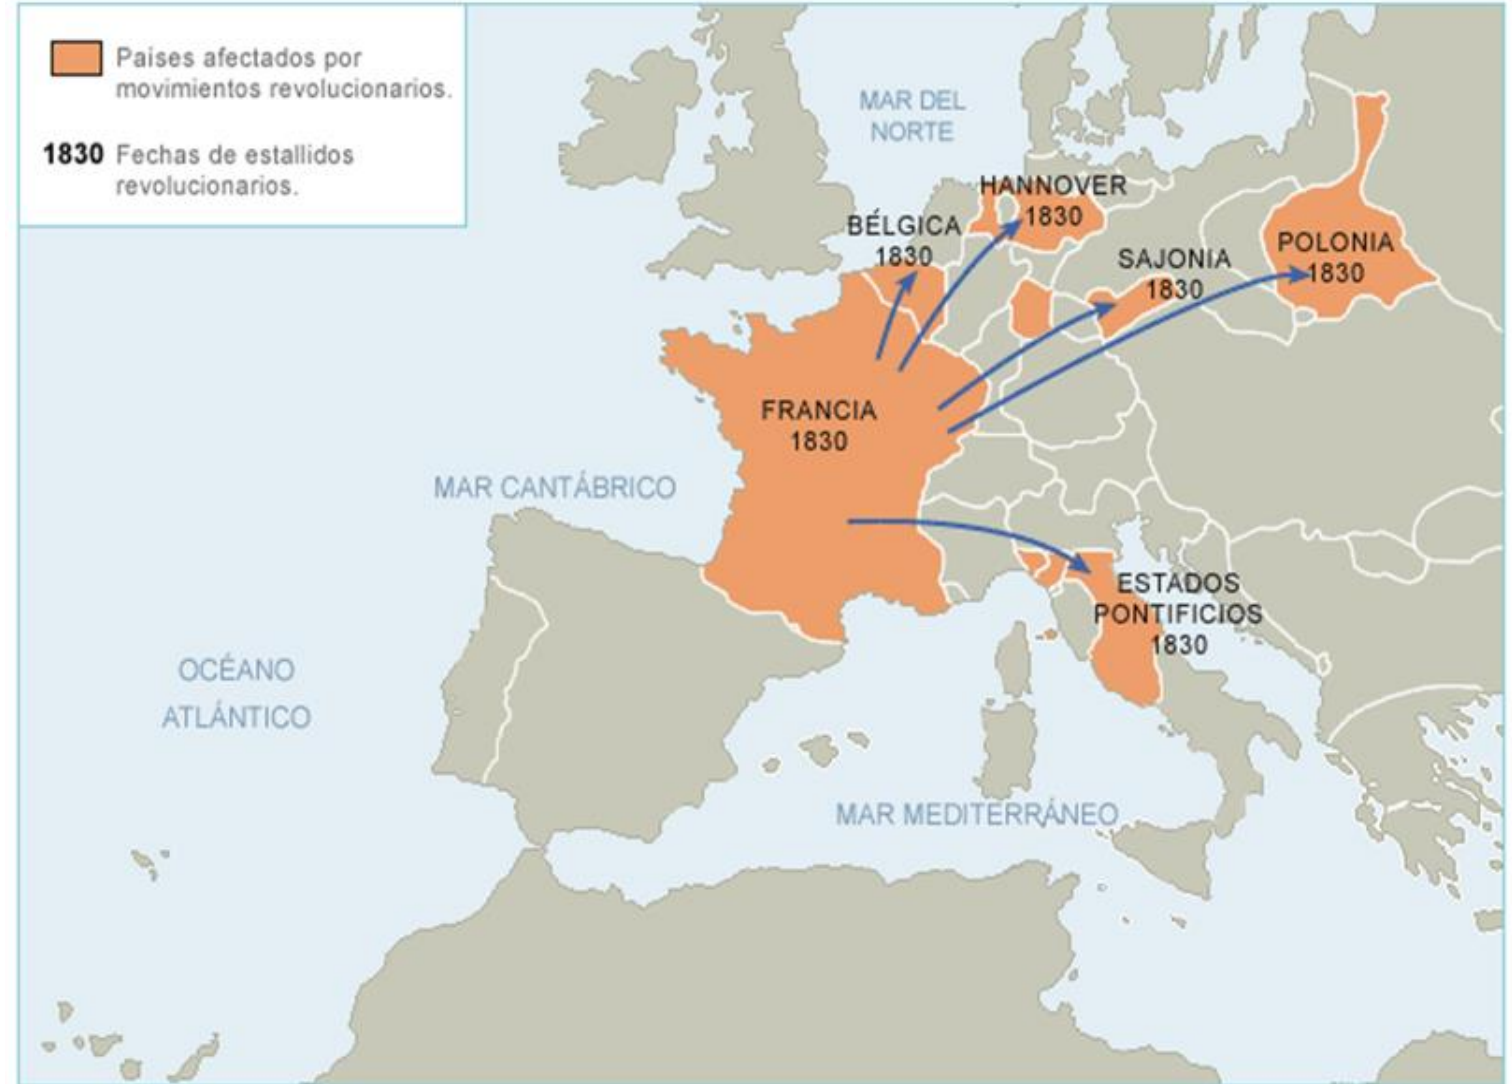 Paises afectados por
movimientos revolucionarios.
1830 Fechas de estallidos
revolucionarios.
MAR DEL
NORTE
HANNOVER
1830
BÉLGICA
1830
SAJONIA
1830
POLONIA
1830
FRANCIA
1830
MAR CANTÁBRICO
ESTADOS
PONTIFICIOS
1830
OCÉANO
ATLÁNTICO
MAR MEDITERRÁNEO